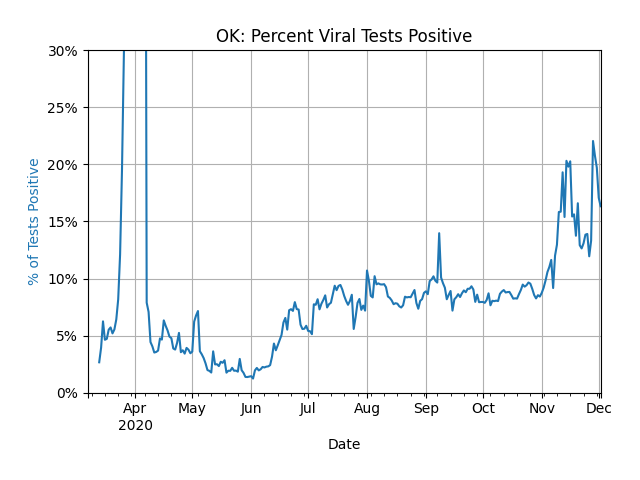 OK: Percent Viral Tests Positive
30%
25%
20%
15%
10%
5%
0%
% of Tests Positive
Apr May Jun Jul Aug Sep Oct Nov Dec
2020
Date